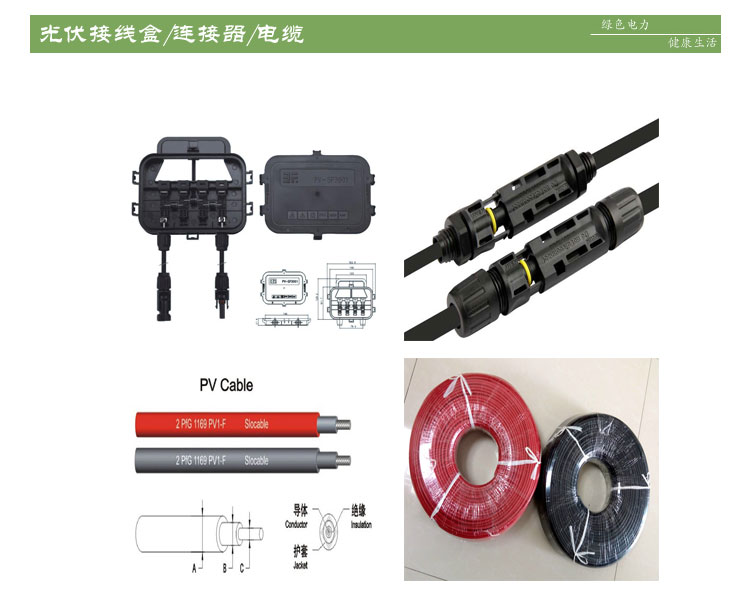 光伏接线盒/连接器/电缆
绿色电力
健康生活
PV-SF0801
PV Cable
2 PfG 1169 PV1-F Slocable
2 PfG 1169 PV1-F Slocable
导体
Conductor
绝缘
Insulation
护套
Jacket
A
B
C